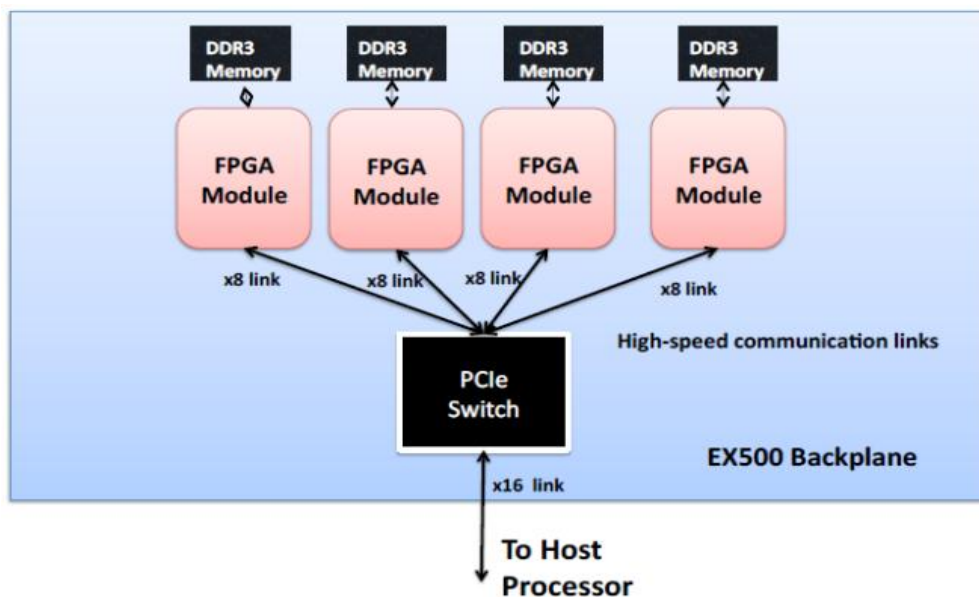 DDR3
Memory
DDR3
Memory
DDR3
Memory
DDR3
Memory
FPGA
Module
FPGA
Module
FPGA
Module
FPGA
Module
x8 link
x8 link
x8 link
x8 link
High-speed communication links
PCIe
Switch
EX500 Backplane
x16 link
To Host
Processor